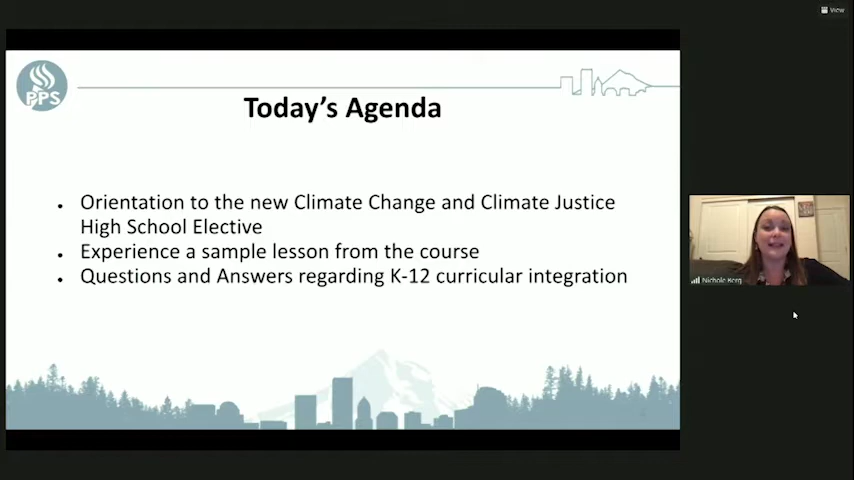 View
PPS
Today's Agenda
• Orientation to the new Climate Change and Climate Justice
High School Elective
• Experience a sample lesson from the course
• Questions and Answers regarding K-12 curricular integration
Nichole Berg